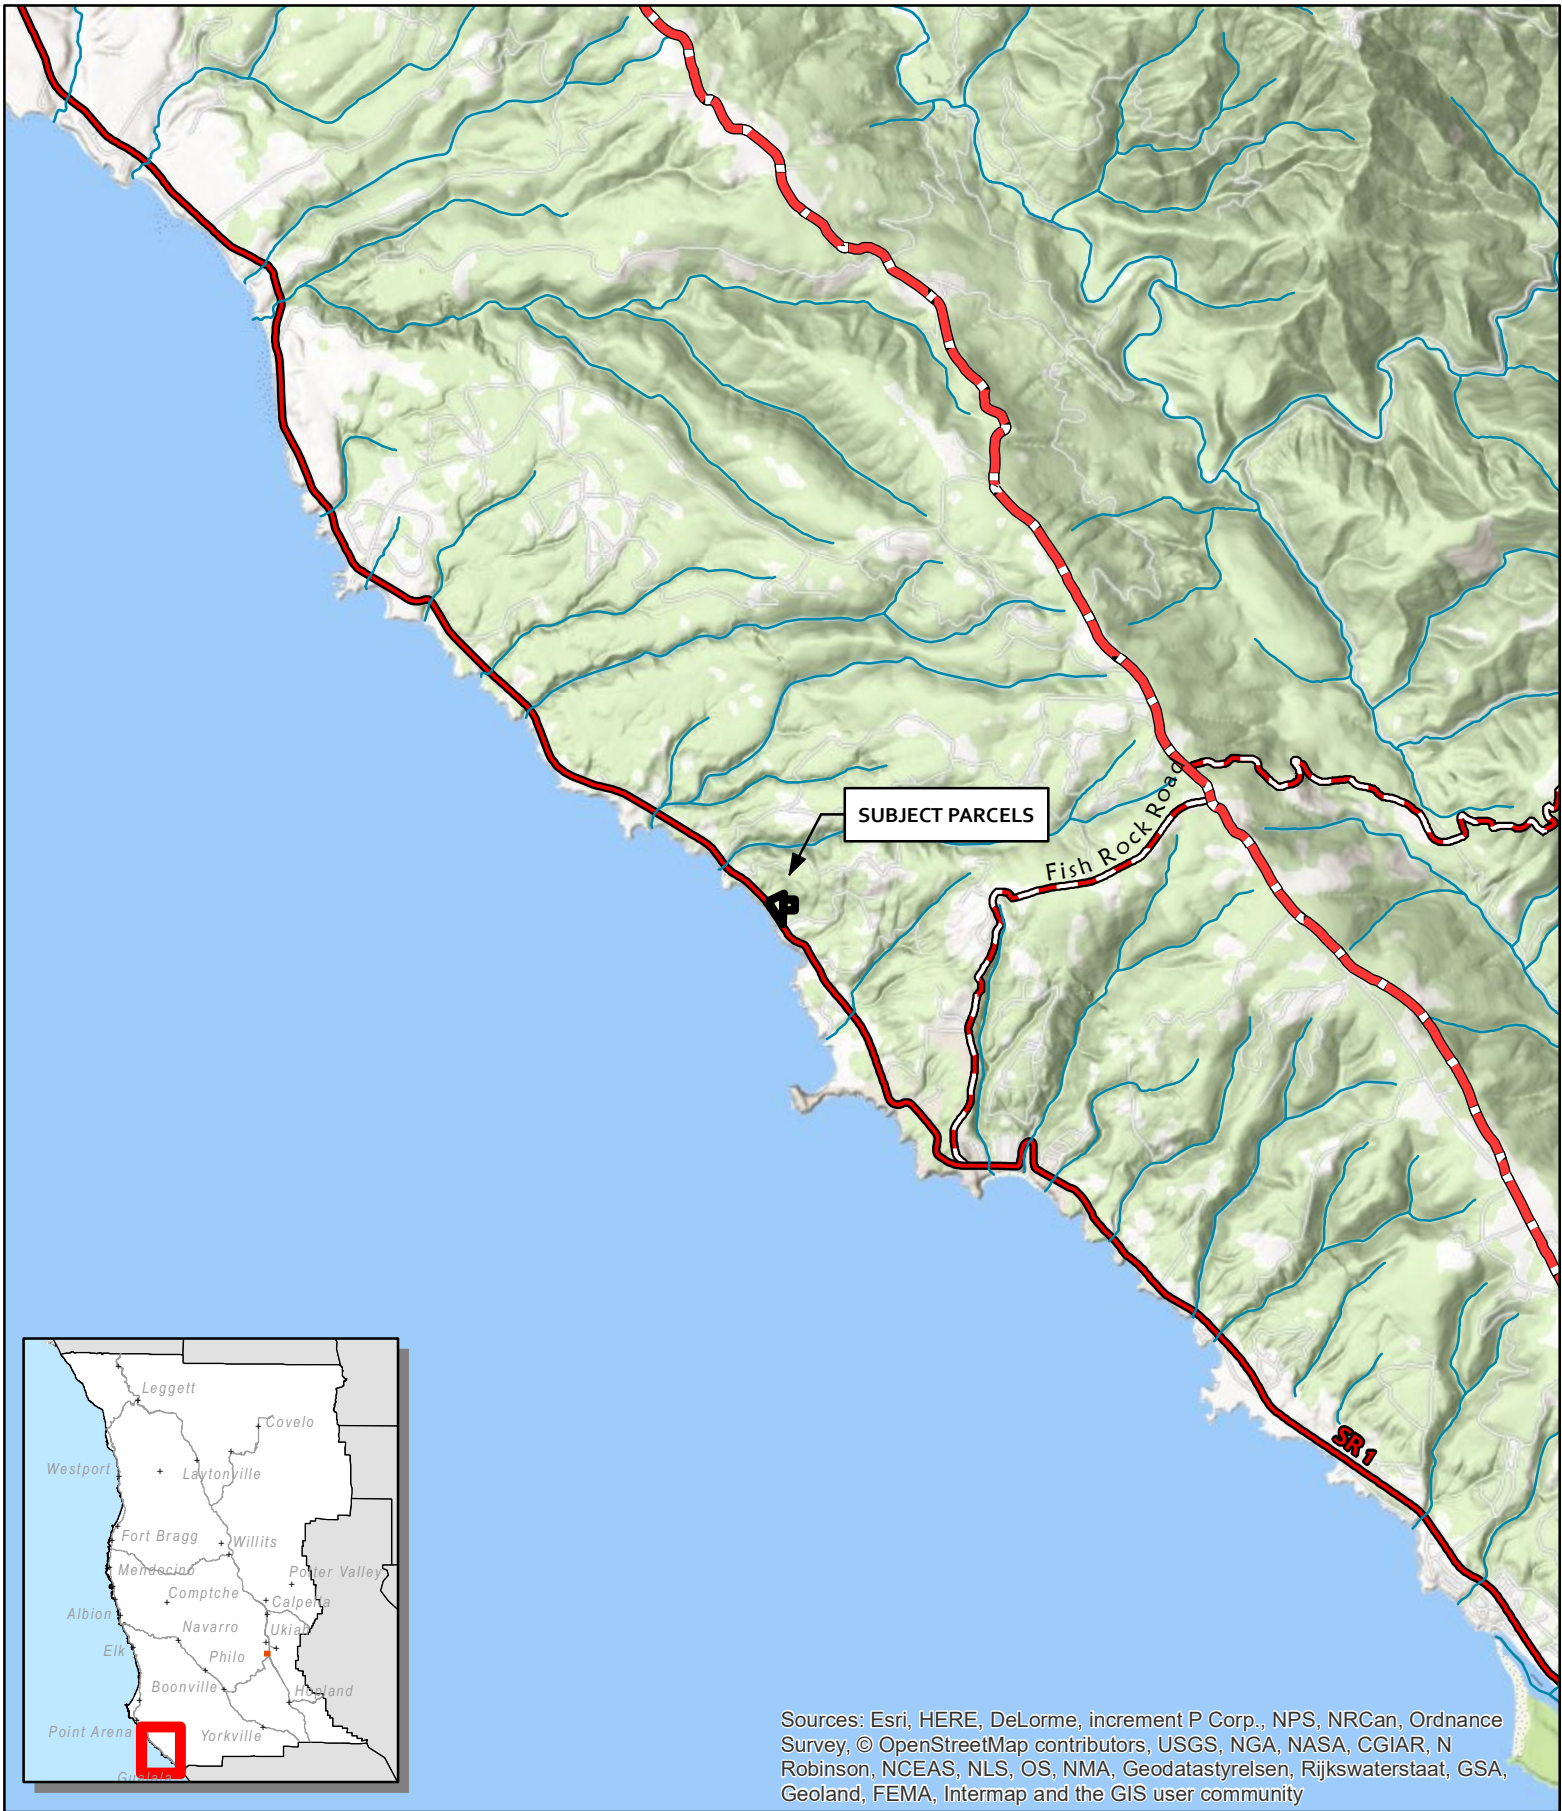 SUBJECT PARCELS
Fish Rock Road
SR 1
Leggett
Covelo
Westport
Laytonville
Fort Bragg
Willits
Mendocino
Potter Valley
Comptche
Calpella
Albion
Navarro
Ukiah
Elk
Philo
Boonville
Hopland
Point Arena
Yorkville
Gualala
Sources: Esri, HERE, DeLorme, increment P Corp., NPS, NRCan, Ordnance
Survey, © OpenStreetMap contributors, USGS, NGA, NASA, CGIAR, N
Robinson, NCEAS, NLS, OS, NMA, Geodatastyrelsen, Rijkswaterstaat, GSA,
Geoland, FEMA, Intermap and the GIS user community